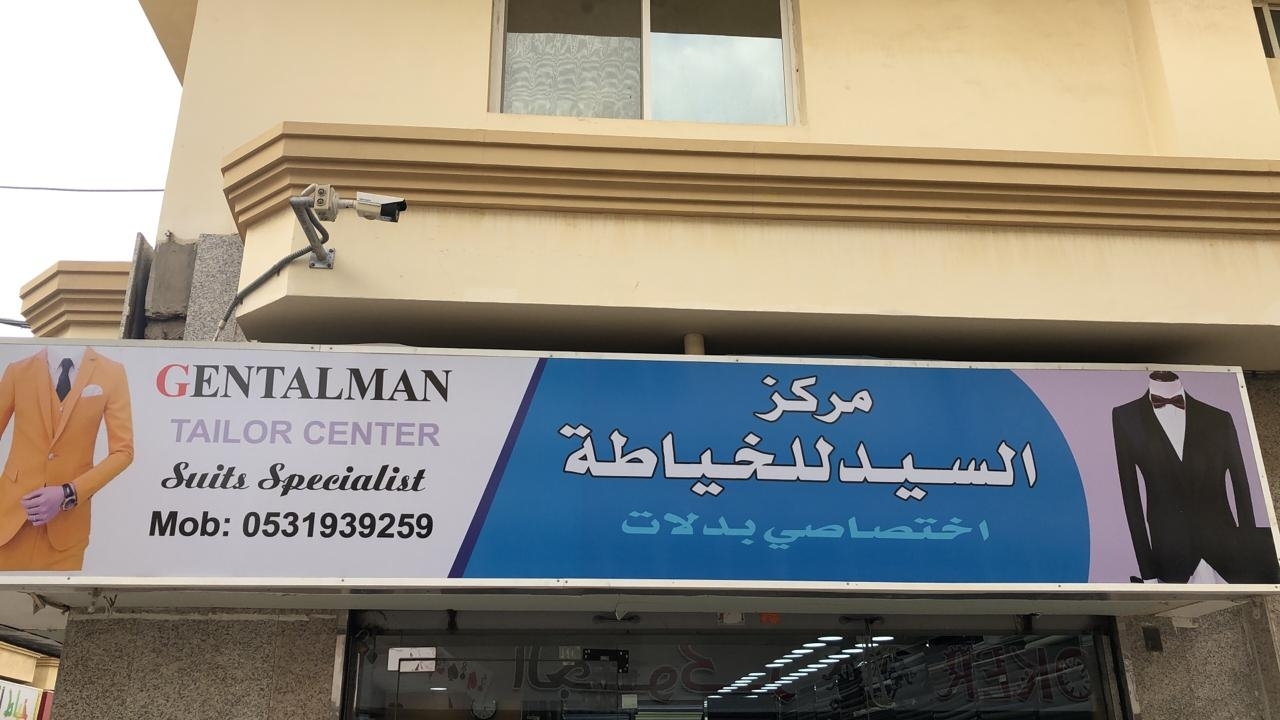 GENTALMAN
TAILOR CENTER
Suits Specialist
Mob: 0531939259
مركز
السيد للخياطة
اختصاصي بدلات